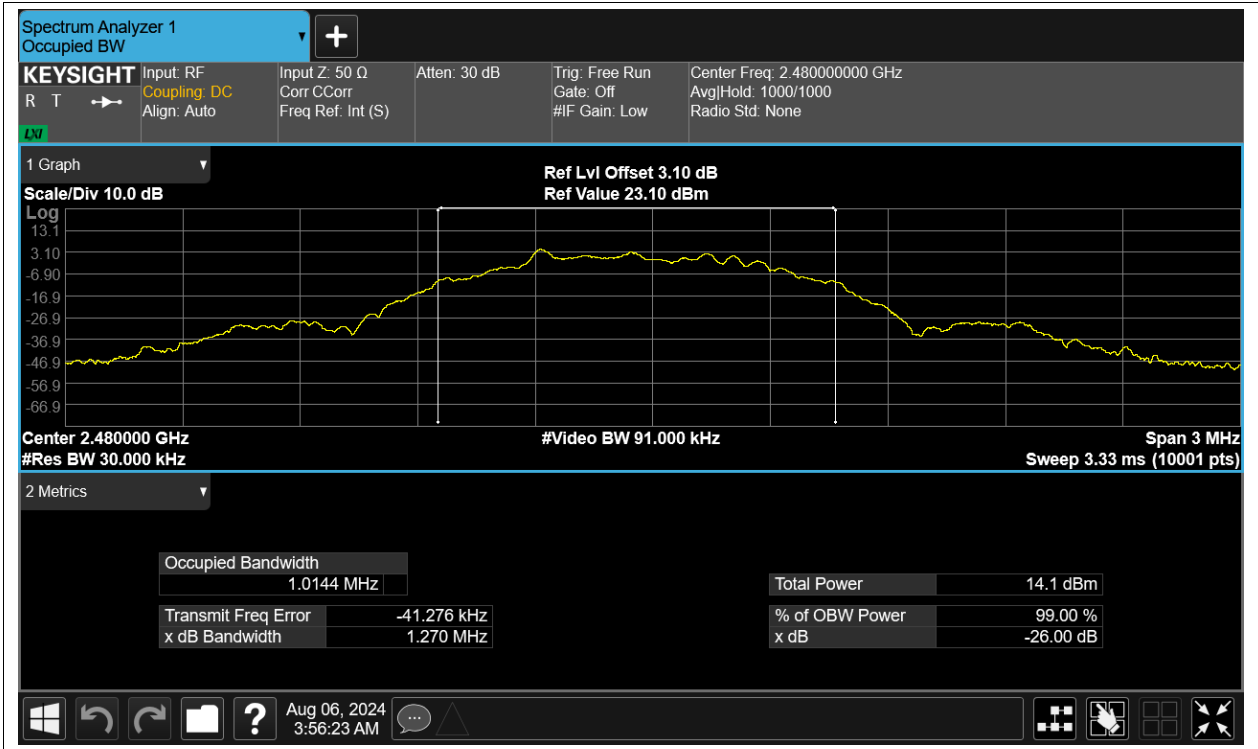 Spectrum Analyzer 1
Occupied BW
KEYSIGHT
R T
LXI
Input: RF
Coupling: DC
Align: Auto
Input Z: 50 Ω
Corr CCorr
Freq Ref: Int (S)
Atten: 30 dB
Trig: Free Run
Gate: Off
#IF Gain: Low
Center Freq: 2.480000000 GHz
Avg|Hold: 1000/1000
Radio Std: None
1 Graph
Scale/Div 10.0 dB
Ref Lvl Offset 3.10 dB
Ref Value 23.10 dBm
Log
13.1
3.10
-6.90
-16.9
-26.9
-36.9
-46.9
-56.9
-66.9
Center 2.480000 GHz
#Video BW 91.000 kHz
Span 3 MHz
#Res BW 30.000 kHz
Sweep 3.33 ms (10001 pts)
2 Metrics
Occupied Bandwidth
1.0144 MHz
Total Power 14.1 dBm
Transmit Freq Error -41.276 kHz
% of OBW Power 99.00 %
x dB Bandwidth 1.270 MHz
x dB -26.00 dB
?
Aug 06, 2024
3:56:23 AM